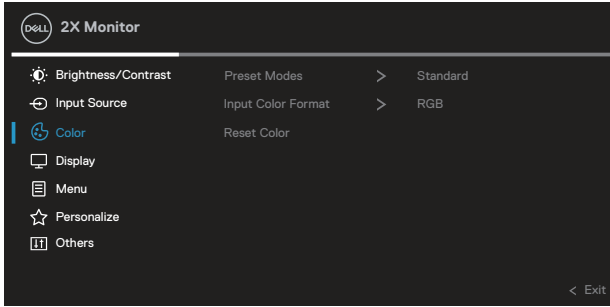 DELL 2X Monitor
Brightness/Contrast Preset Modes > Standard
Input Source Input Color Format > RGB
Color Reset Color
Display
Menu
Personalize
Others
< Exit